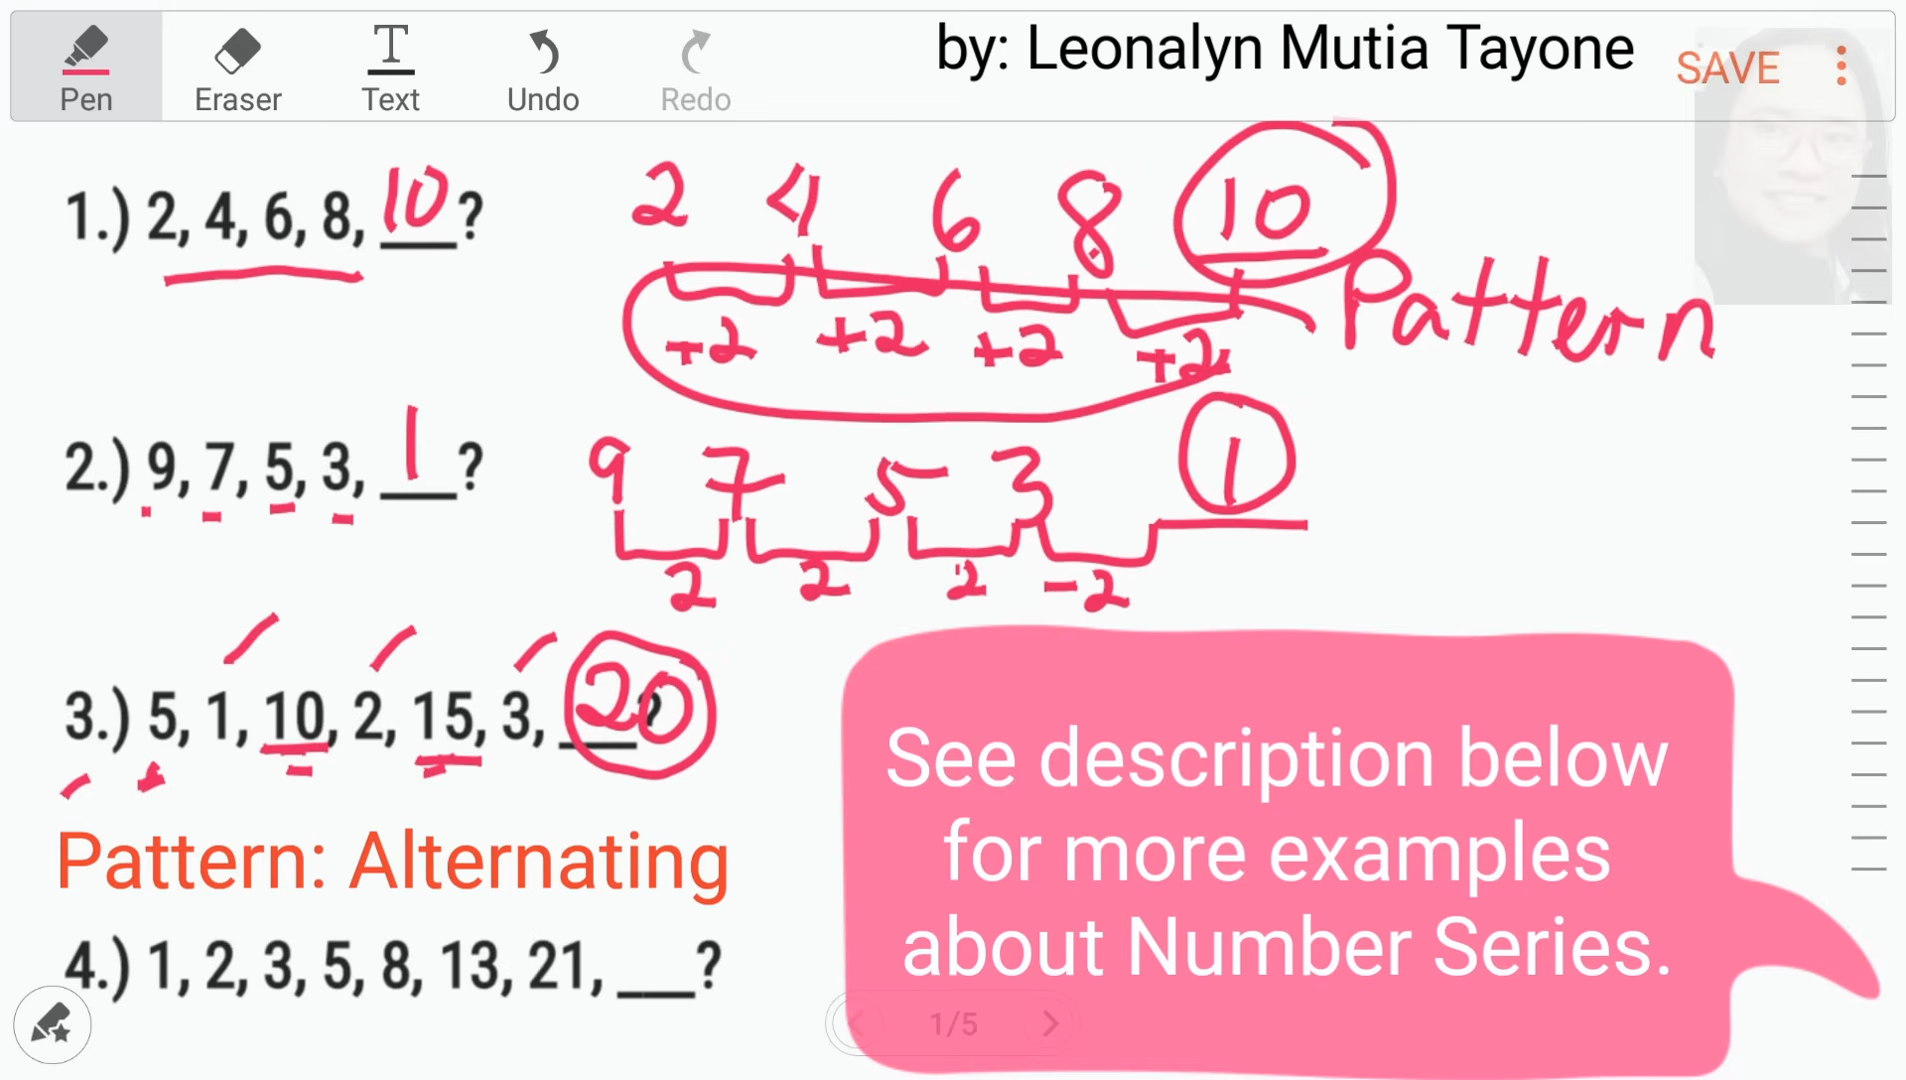 Pen Eraser Text Undo Redo by: Leonalyn Mutia Tayone SAVE
1.) 2, 4, 6, 8, 10 ? 2 4 6 8 10
+2 +2 +2 +2 Pattern
2.) 9, 7, 5, 3, 1 ? 9 7 5 3 1
2 2 2 -2
3.) 5, 1, 10, 2, 15, 3, 20 ?
Pattern: Alternating
4.) 1, 2, 3, 5, 8, 13, 21, ___?
See description below
for more examples
about Number Series.
1/5